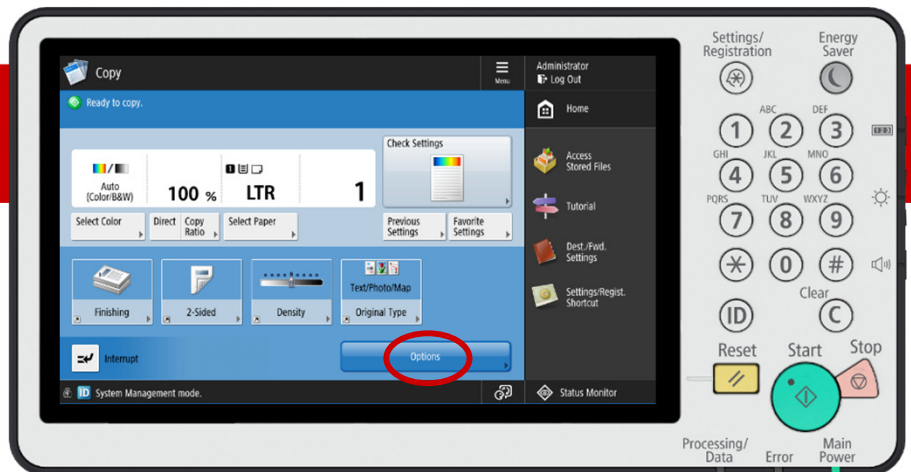 Copy
Menu
Administrator
Log Out
Ready to copy.
Home
Check Settings
Auto
(Color/B&W)
100 %
1
LTR
1
Select Color
Direct
Copy
Ratio
Select Paper
Previous
Settings
Favorite
Settings
Access
Stored Files
Tutorial
Dest./Fwd.
Settings
Settings/Regist.
Shortcut
Text/Photo/Map
Finishing
2-Sided
Density
Original Type
Interrupt
Options
ID System Management mode.
Status Monitor
Settings/
Registration
Energy
Saver
ABC DEF
1 2 3
GHI JKL MNO
4 5 6
PQRS TUV WXYZ
7 8 9
0 #
Clear
ID C
Reset Start Stop
Processing/
Data
Error
Main
Power